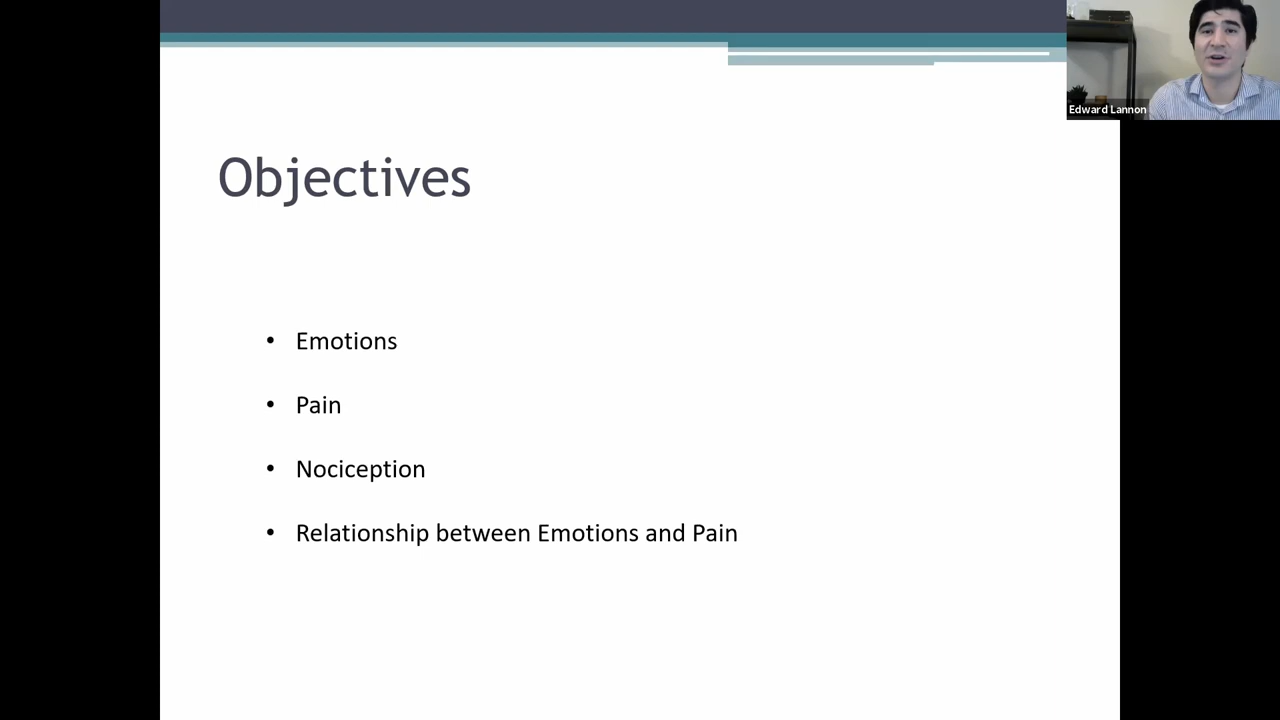 Edward Lannon
Objectives
• Emotions
• Pain
• Nociception
• Relationship between Emotions and Pain